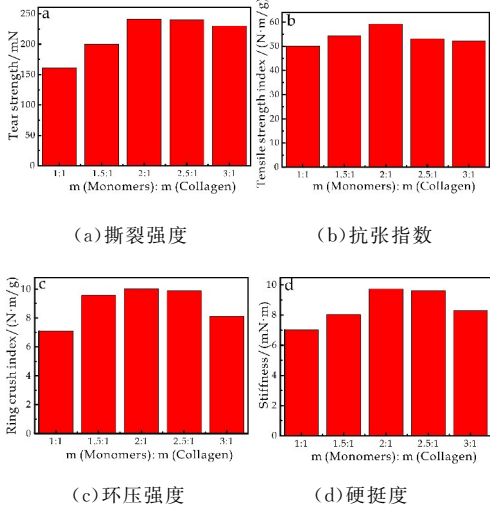 a
Tear strength/mN
250
200
150
100
50
0
1:1 1.5:1 2:1 2.5:1 3:1
m (Monomers): m (Collagen)
(a)撕裂强度
b
Tensile strength index /(N·m/g)
60
50
40
30
20
10
0
1:1 1.5:1 2:1 2.5:1 3:1
m (Monomers): m (Collagen)
(b)抗张指数
c
Ring crush index/(N·m/g)
10
8
6
4
2
0
1:1 1.5:1 2:1 2.5:1 3:1
m (Monomers): m (Collagen)
(c)环压强度
d
Stiffness/(mN·m)
10
8
6
4
2
0
1:1 1.5:1 2:1 2.5:1 3:1
m (Monomers): m (Collagen)
(d)硬挺度